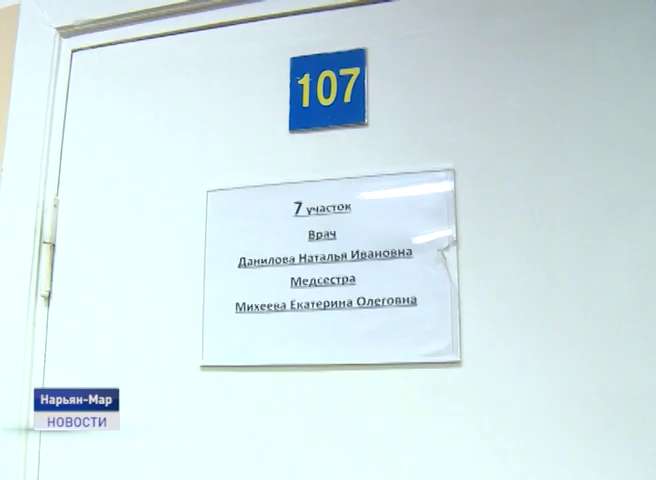 107
7 участок
Врач
Данилова Наталья Ивановна
Медсестра
Михеева Екатерина Олеговна
Нарьян-Мар
НОВОСТИ